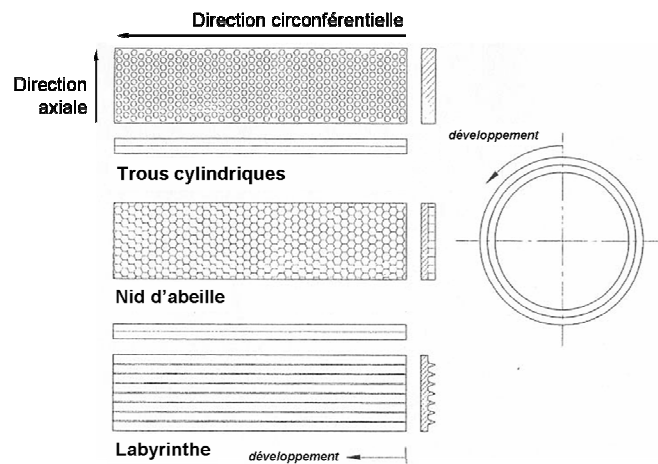 Direction circonférentielle
Direction
axiale
développement
Trous cylindriques
Nid d'abeille
Labyrinthe
développement